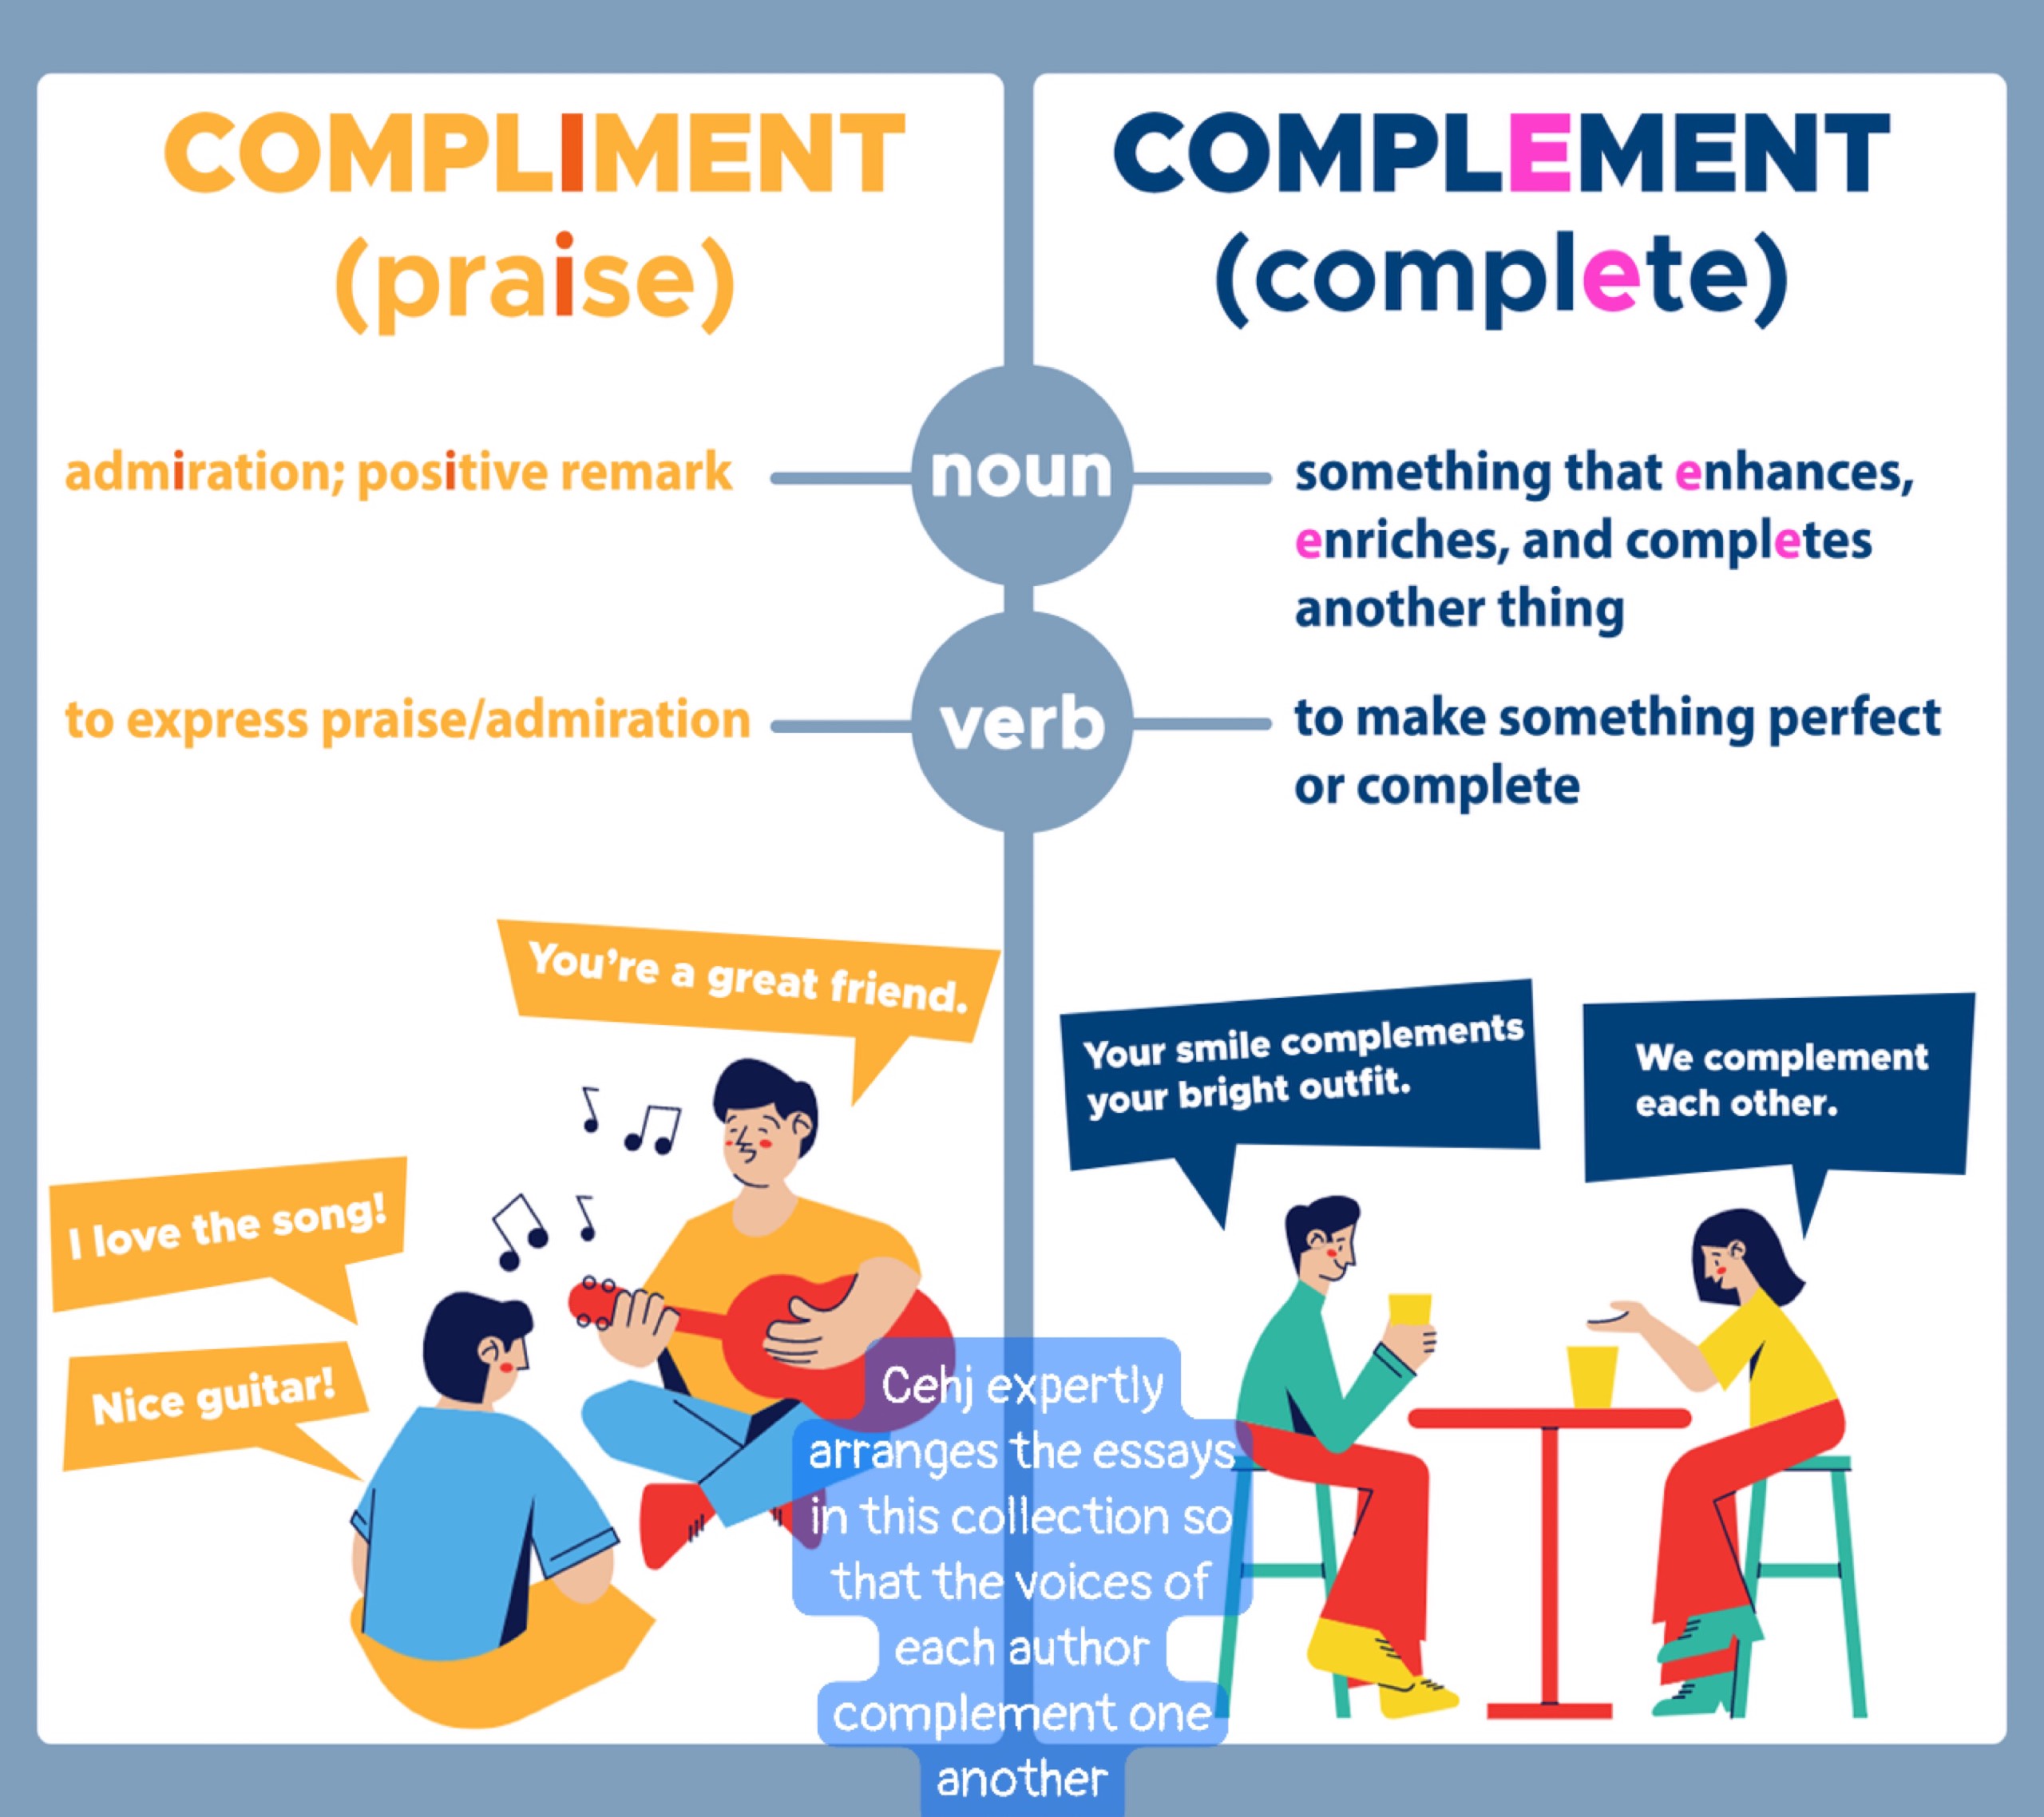 COMPLIMENT
(praise)
COMPLEMENT
(complete)
admiration; positive remark
noun
something that enhances,
enriches, and completes
another thing
to express praise/admiration
verb
to make something perfect
or complete
You're a great friend.
I love the song!
Nice guitar!
Your smile complements
your bright outfit.
We complement
each other.
Cehj expertly
arranges the essays
in this collection so
that the voices of
each author
complement one
another